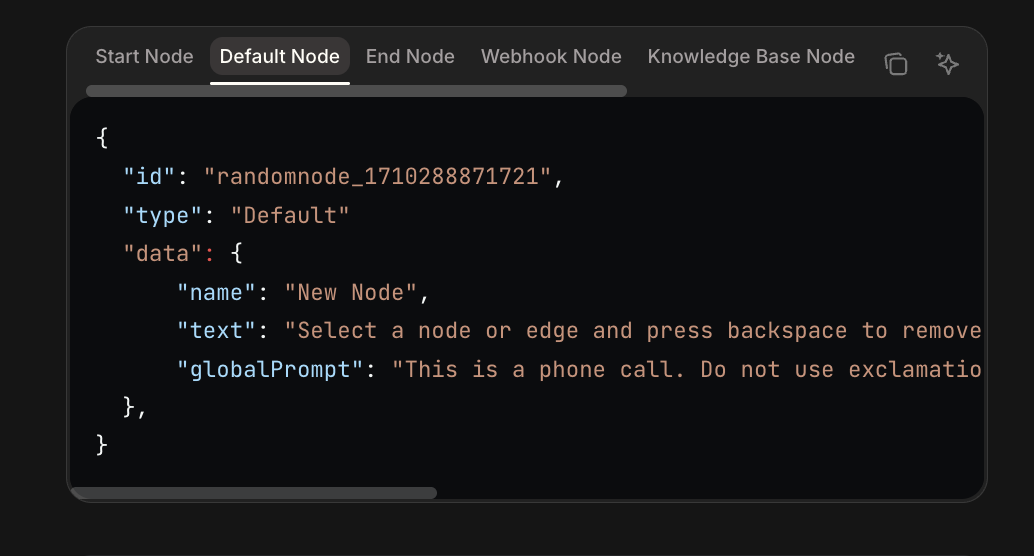 Start Node Default Node End Node Webhook Node Knowledge Base Node
{
"id": "randomnode_1710288871721",
"type": "Default"
"data": {
"name": "New Node",
"text": "Select a node or edge and press backspace to remove
"globalPrompt": "This is a phone call. Do not use exclamatio
},
}